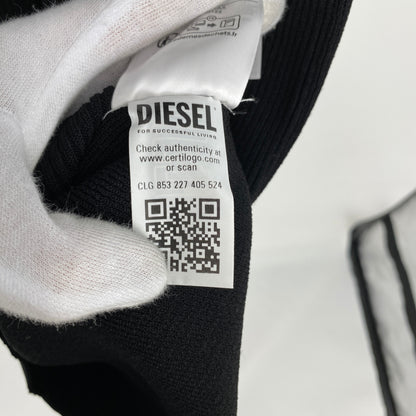 DIESEL
FOR SUCCESSFUL LIVING
Check authenticity at
www.certilogo.com
or scan
CLG 853 227 405 524